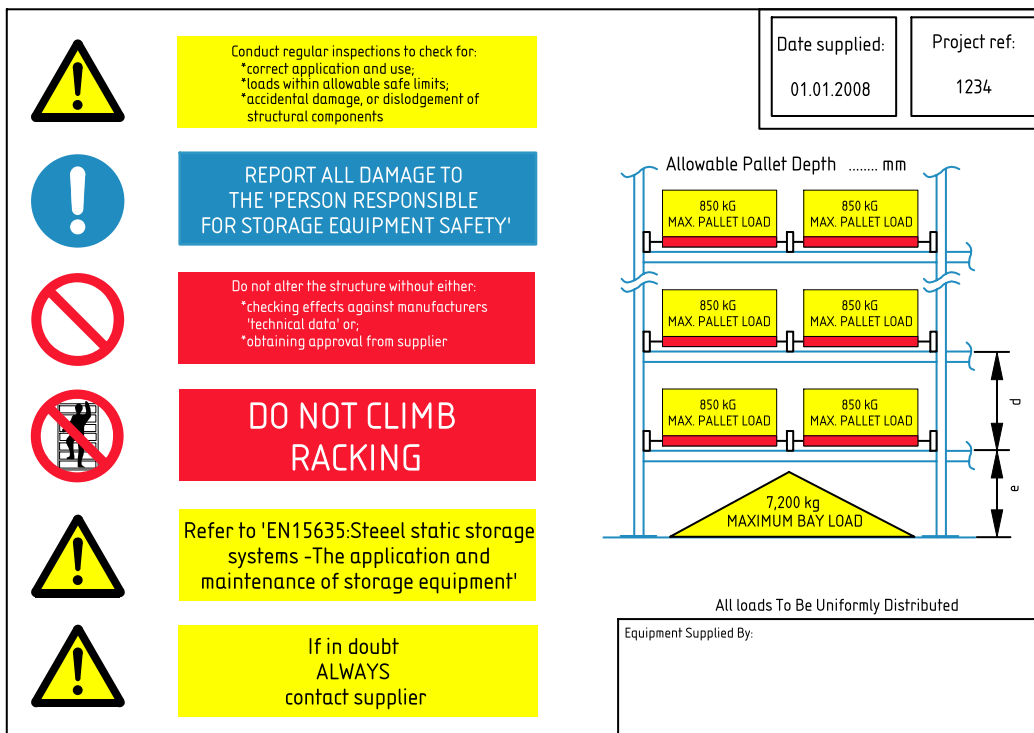 Conduct regular inspections to check for:
*correct application and use;
*loads within allowable safe limits;
*accidental damage, or dislodgement of
structural components
REPORT ALL DAMAGE TO
THE 'PERSON RESPONSIBLE
FOR STORAGE EQUIPMENT SAFETY'
Do not alter the structure without either:
*checking effects against manufacturers
'technical data' or;
*obtaining approval from supplier
DO NOT CLIMB
RACKING
Refer to 'EN15635:Steeel static storage
systems -The application and
maintenance of storage equipment'
If in doubt
ALWAYS
contact supplier
Date supplied:
01.01.2008
Project ref:
1234
Allowable Pallet Depth ........ mm
850 kG
MAX. PALLET LOAD
850 kG
MAX. PALLET LOAD
850 kG
MAX. PALLET LOAD
850 kG
MAX. PALLET LOAD
850 kG
MAX. PALLET LOAD
850 kG
MAX. PALLET LOAD
d
e
7,200 kg
MAXIMUM BAY LOAD
All loads To Be Uniformly Distributed
Equipment Supplied By: